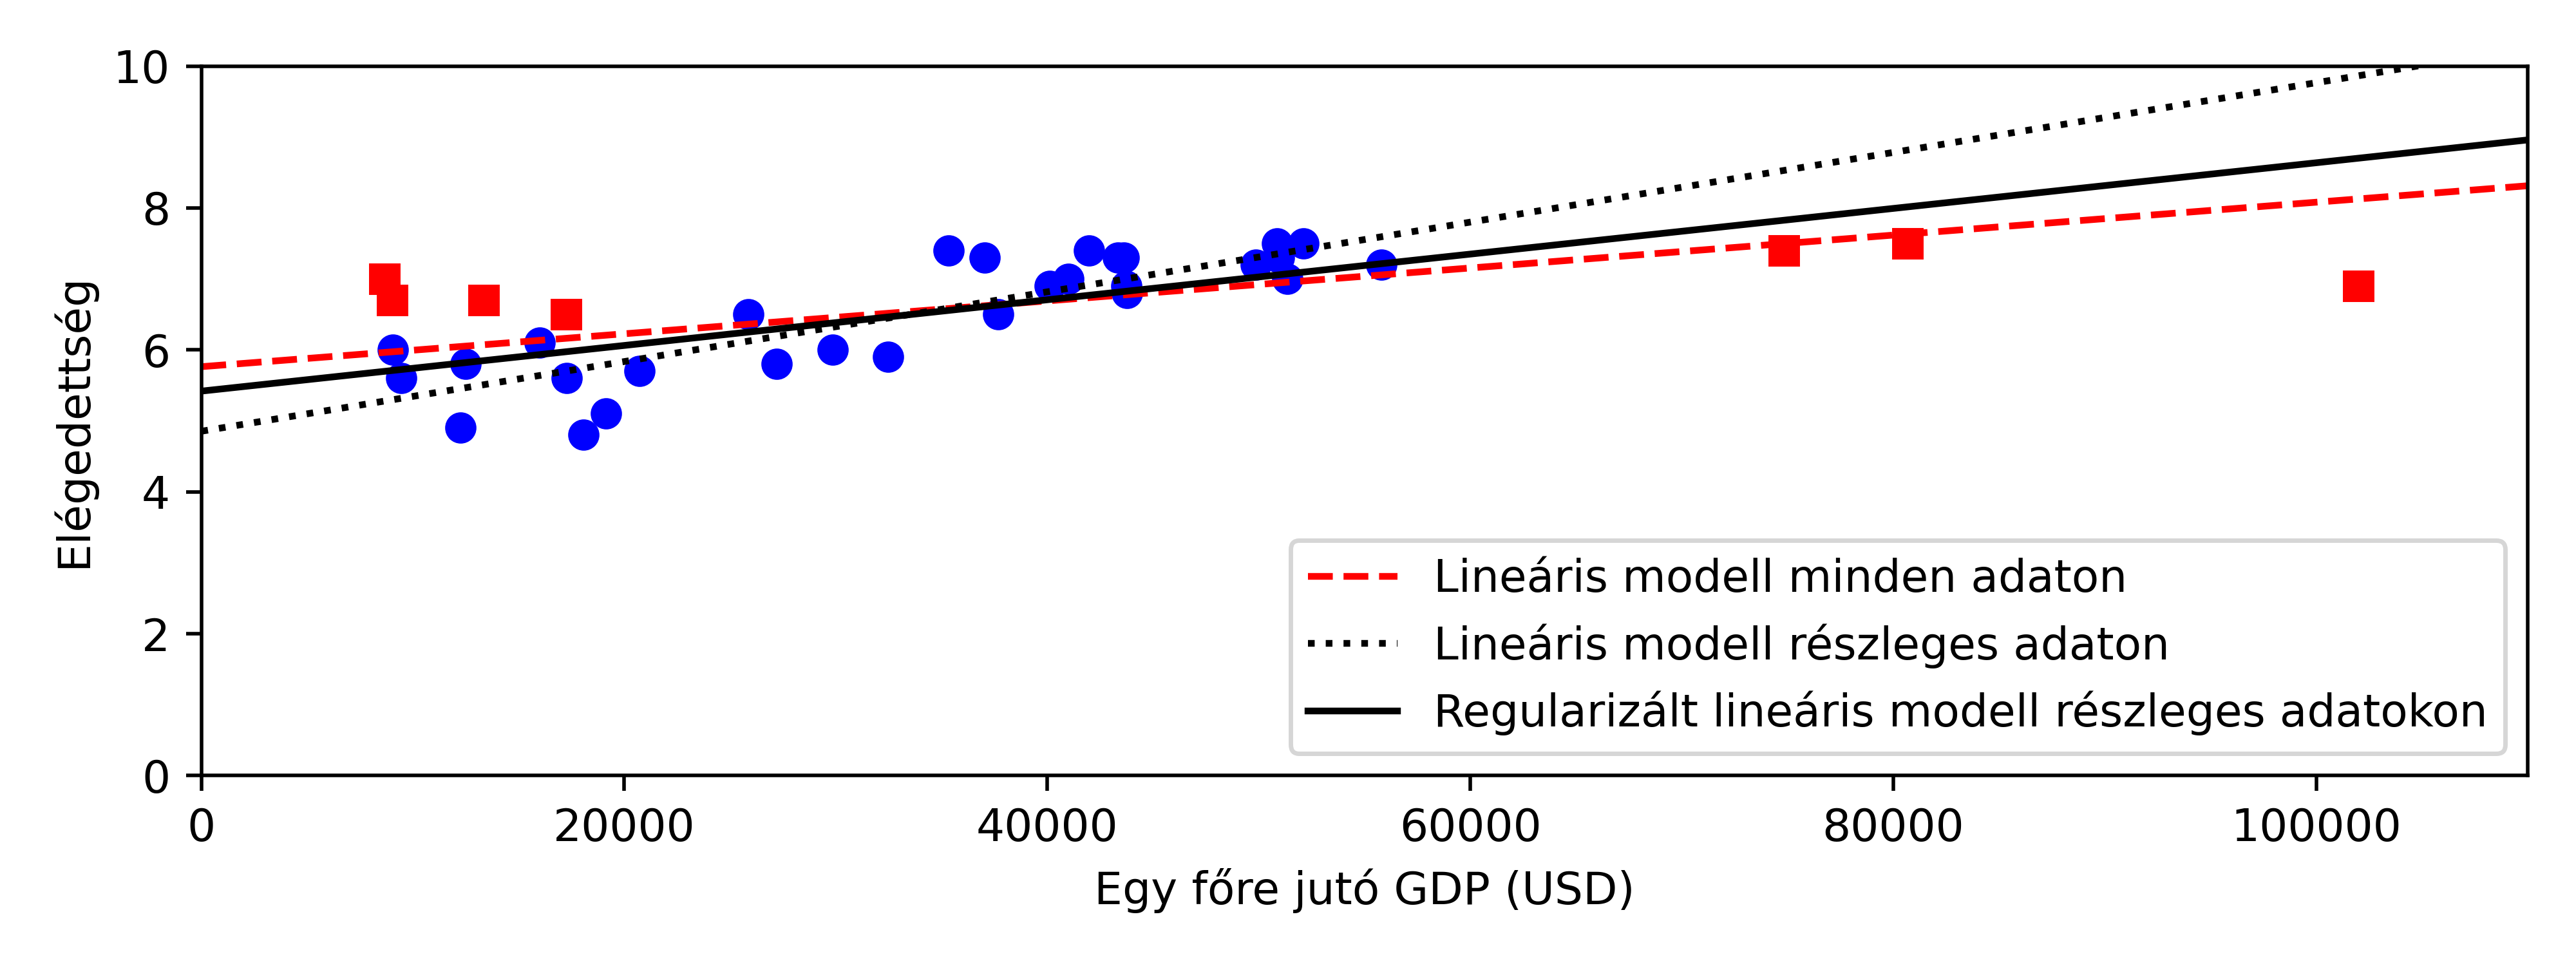 10
8
6
4
2
0
Elégedettség
Lineáris modell minden adaton
Lineáris modell részleges adaton
Regularizált lineáris modell részleges adatokon
0 20000 40000 60000 80000 100000
Egy főre jutó GDP (USD)